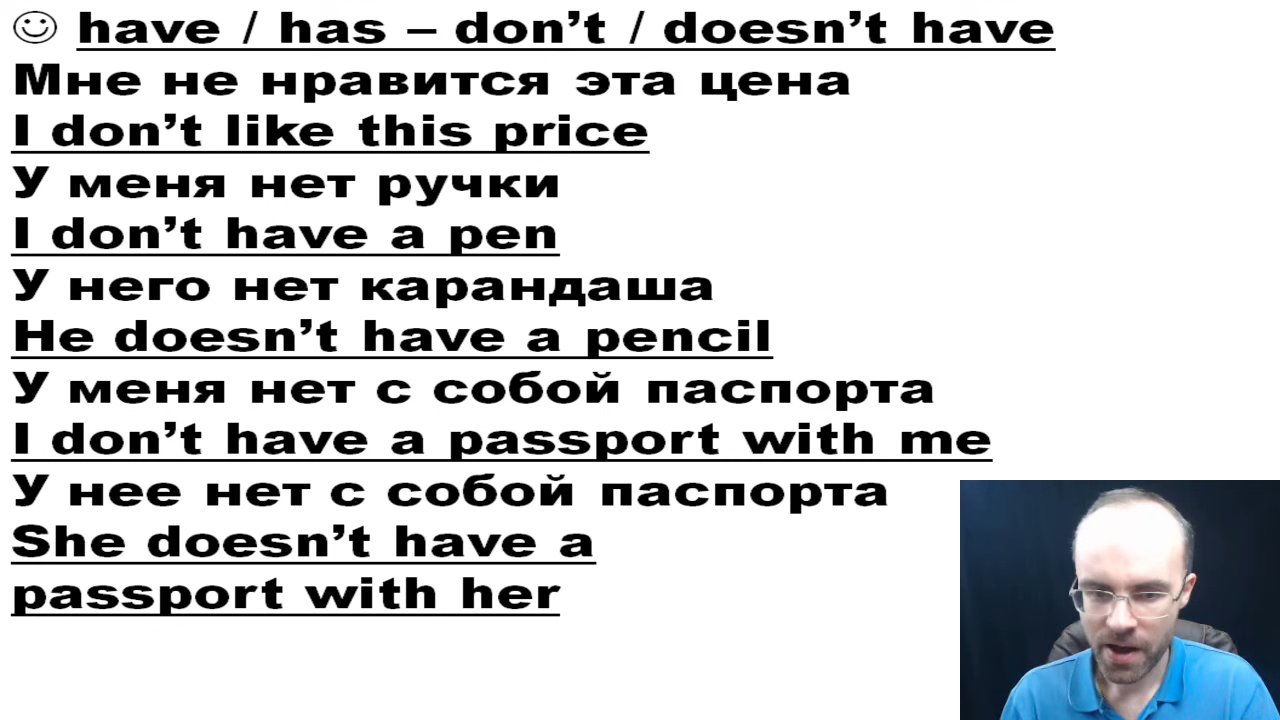 ☺ have / has – don’t / doesn’t have
Мне не нравится эта цена
I don’t like this price
У меня нет ручки
I don’t have a pen
У него нет карандаша
He doesn’t have a pencil
У меня нет с собой паспорта
I don’t have a passport with me
У нее нет с собой паспорта
She doesn’t have a
passport with her